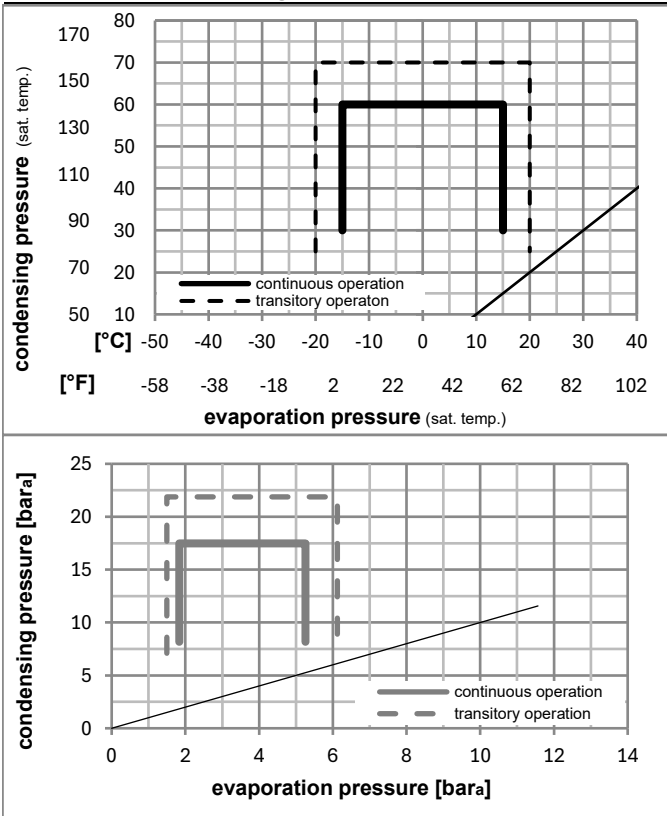 condensing pressure (sat. temp.)
170 80
70
150 60
130 50
110 40
90 30
70 20
50 10
continuous operation
transitory operaton
[°C] -50 -40 -30 -20 -10 0 10 20 30 40
[°F] -58 -38 -18 2 22 42 62 82 102
evaporation pressure (sat. temp.)
condensing pressure [bara]
25
20
15
10
5
0
continuous operation
transitory operation
0 2 4 6 8 10 12 14
evaporation pressure [bara]